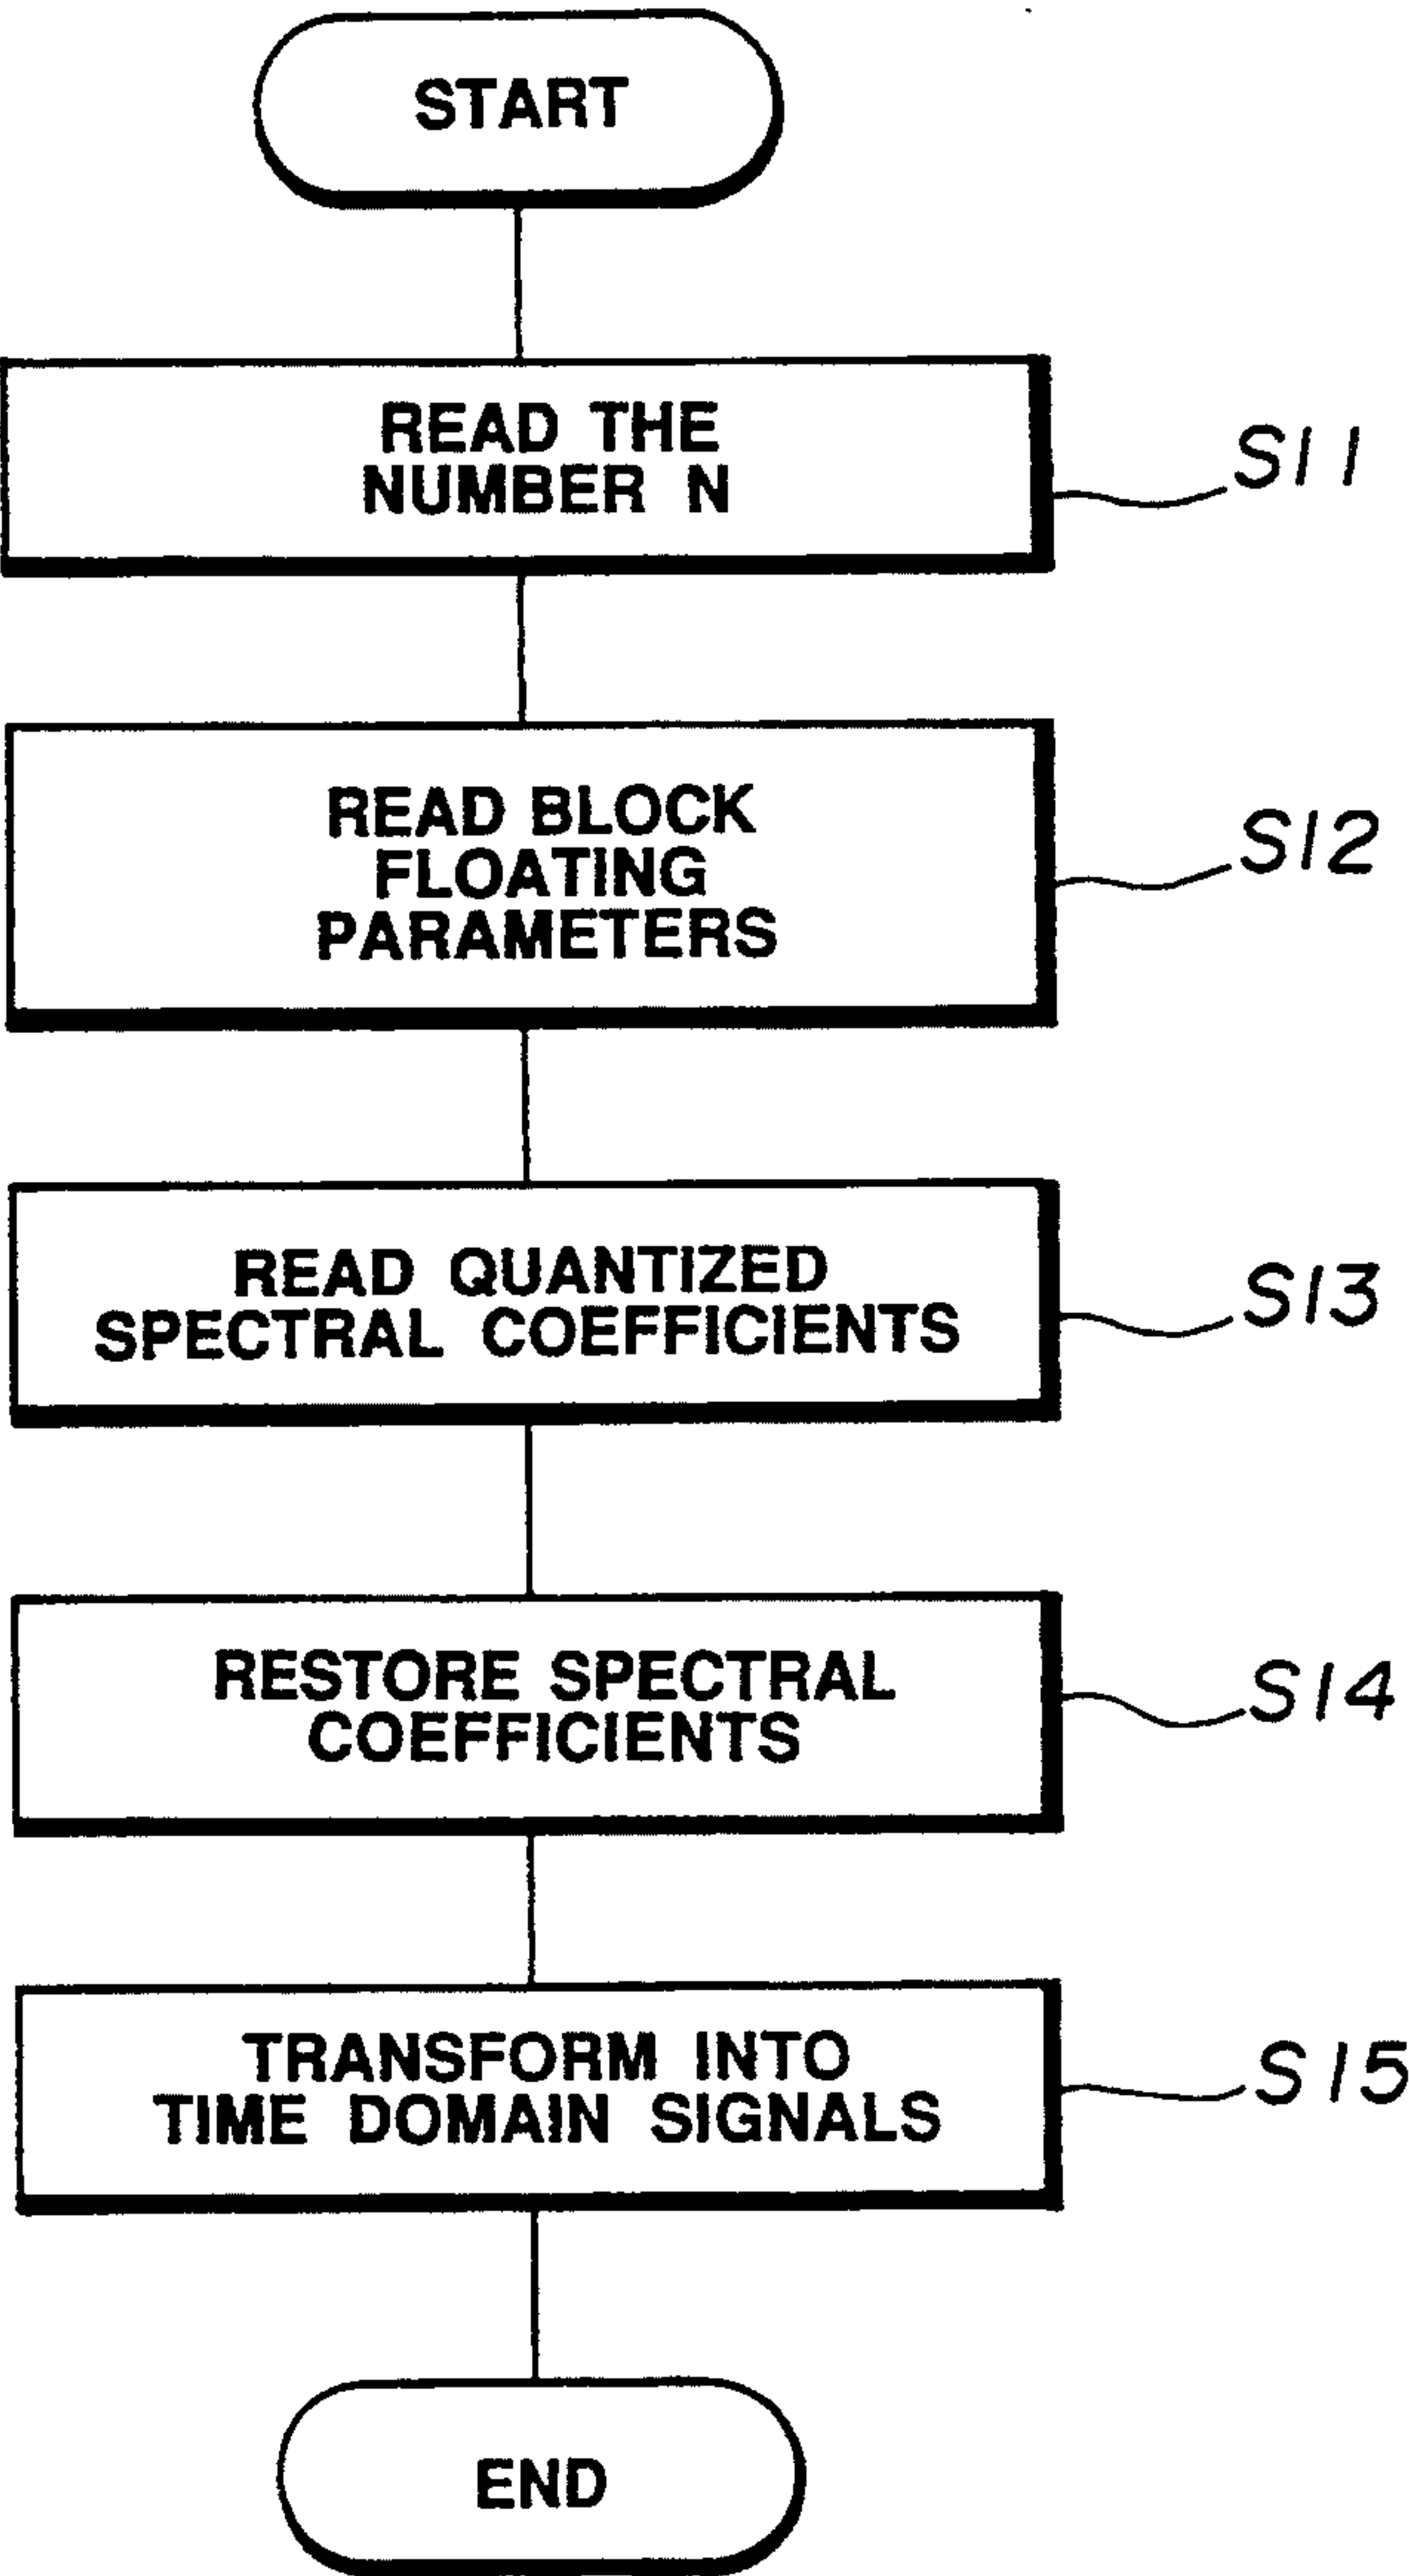 START
READ THE
NUMBER N
S11
READ BLOCK
FLOATING
PARAMETERS
S12
READ QUANTIZED
SPECTRAL COEFFICIENTS
S13
RESTORE SPECTRAL
COEFFICIENTS
S14
TRANSFORM INTO
TIME DOMAIN SIGNALS
S15
END